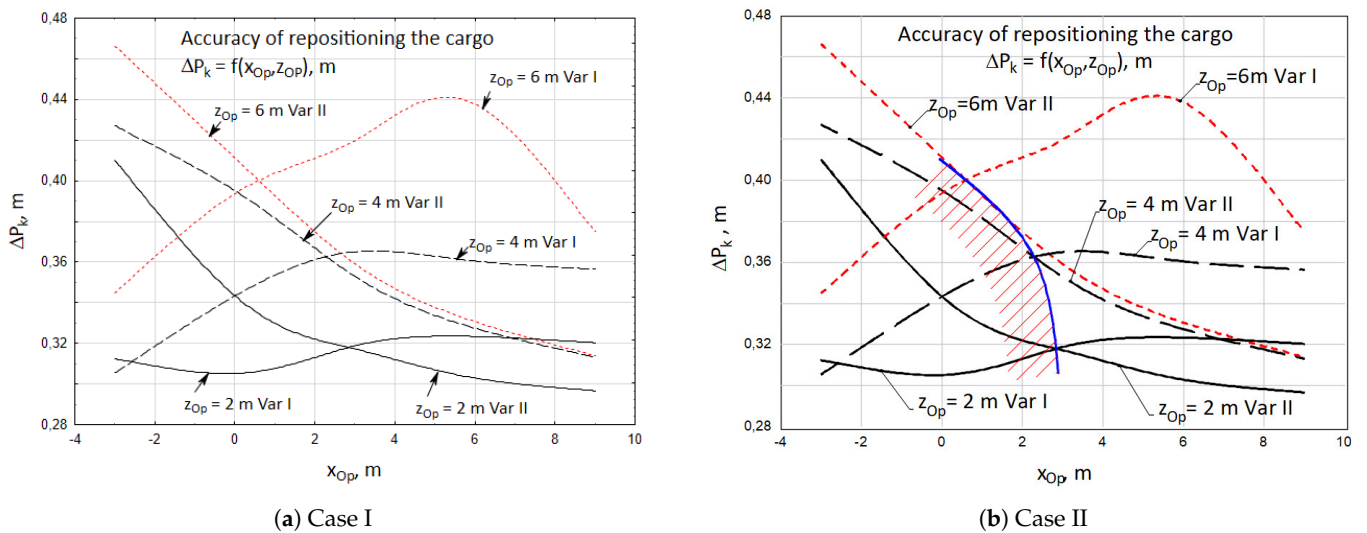 Accuracy of repositioning the cargo
ΔPk = f(xOp,zOP), m
zOp = 6 m Var I
zOp = 6 m Var II
zOp = 4 m Var II
zOp = 4 m Var I
zOp = 2 m Var I
zOp = 2 m Var II
0,48
0,44
0,40
0,36
0,32
0,28
ΔPk, m
-4
-2
0
2
4
6
8
10
xOp, m
(a) Case I
Accuracy of repositioning the cargo
ΔPk = f(xOp,zOp), m
zOp=6m Var I
zOp=6m Var II
zOp= 4 m Var II
zOp= 4 m Var I
zOp= 2 m Var I
zOp= 2 m Var II
0,48
0,44
0,40
0,36
0,32
0,28
ΔPk , m
-4
-2
0
2
4
6
8
10
xOp, m
(b) Case II